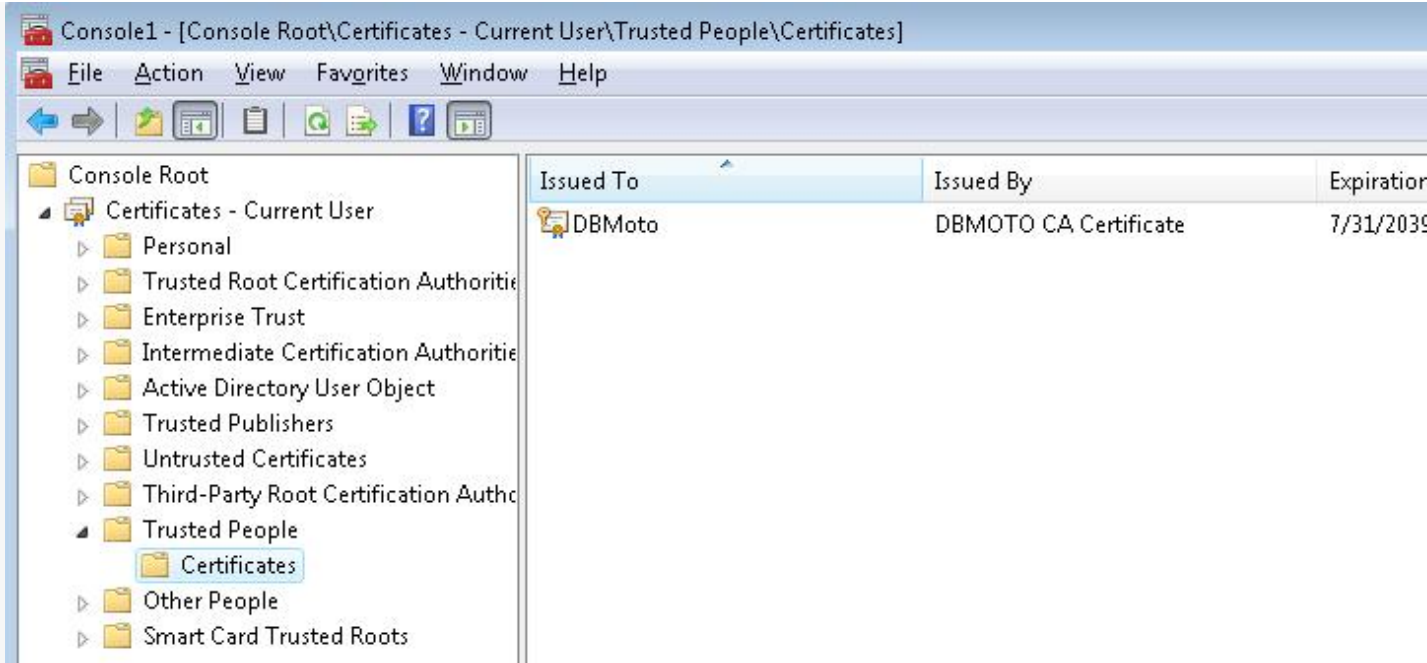 Console1 - [Console Root\Certificates - Current User\Trusted People\Certificates]
File Action View Favorites Window Help
Console Root
Certificates - Current User
Personal
Trusted Root Certification Authoritie
Enterprise Trust
Intermediate Certification Authoritie
Active Directory User Object
Trusted Publishers
Untrusted Certificates
Third-Party Root Certification Autho
Trusted People
Certificates
Other People
Smart Card Trusted Roots
Issued To Issued By Expiration
DBMoto DBMOTO CA Certificate 7/31/2039